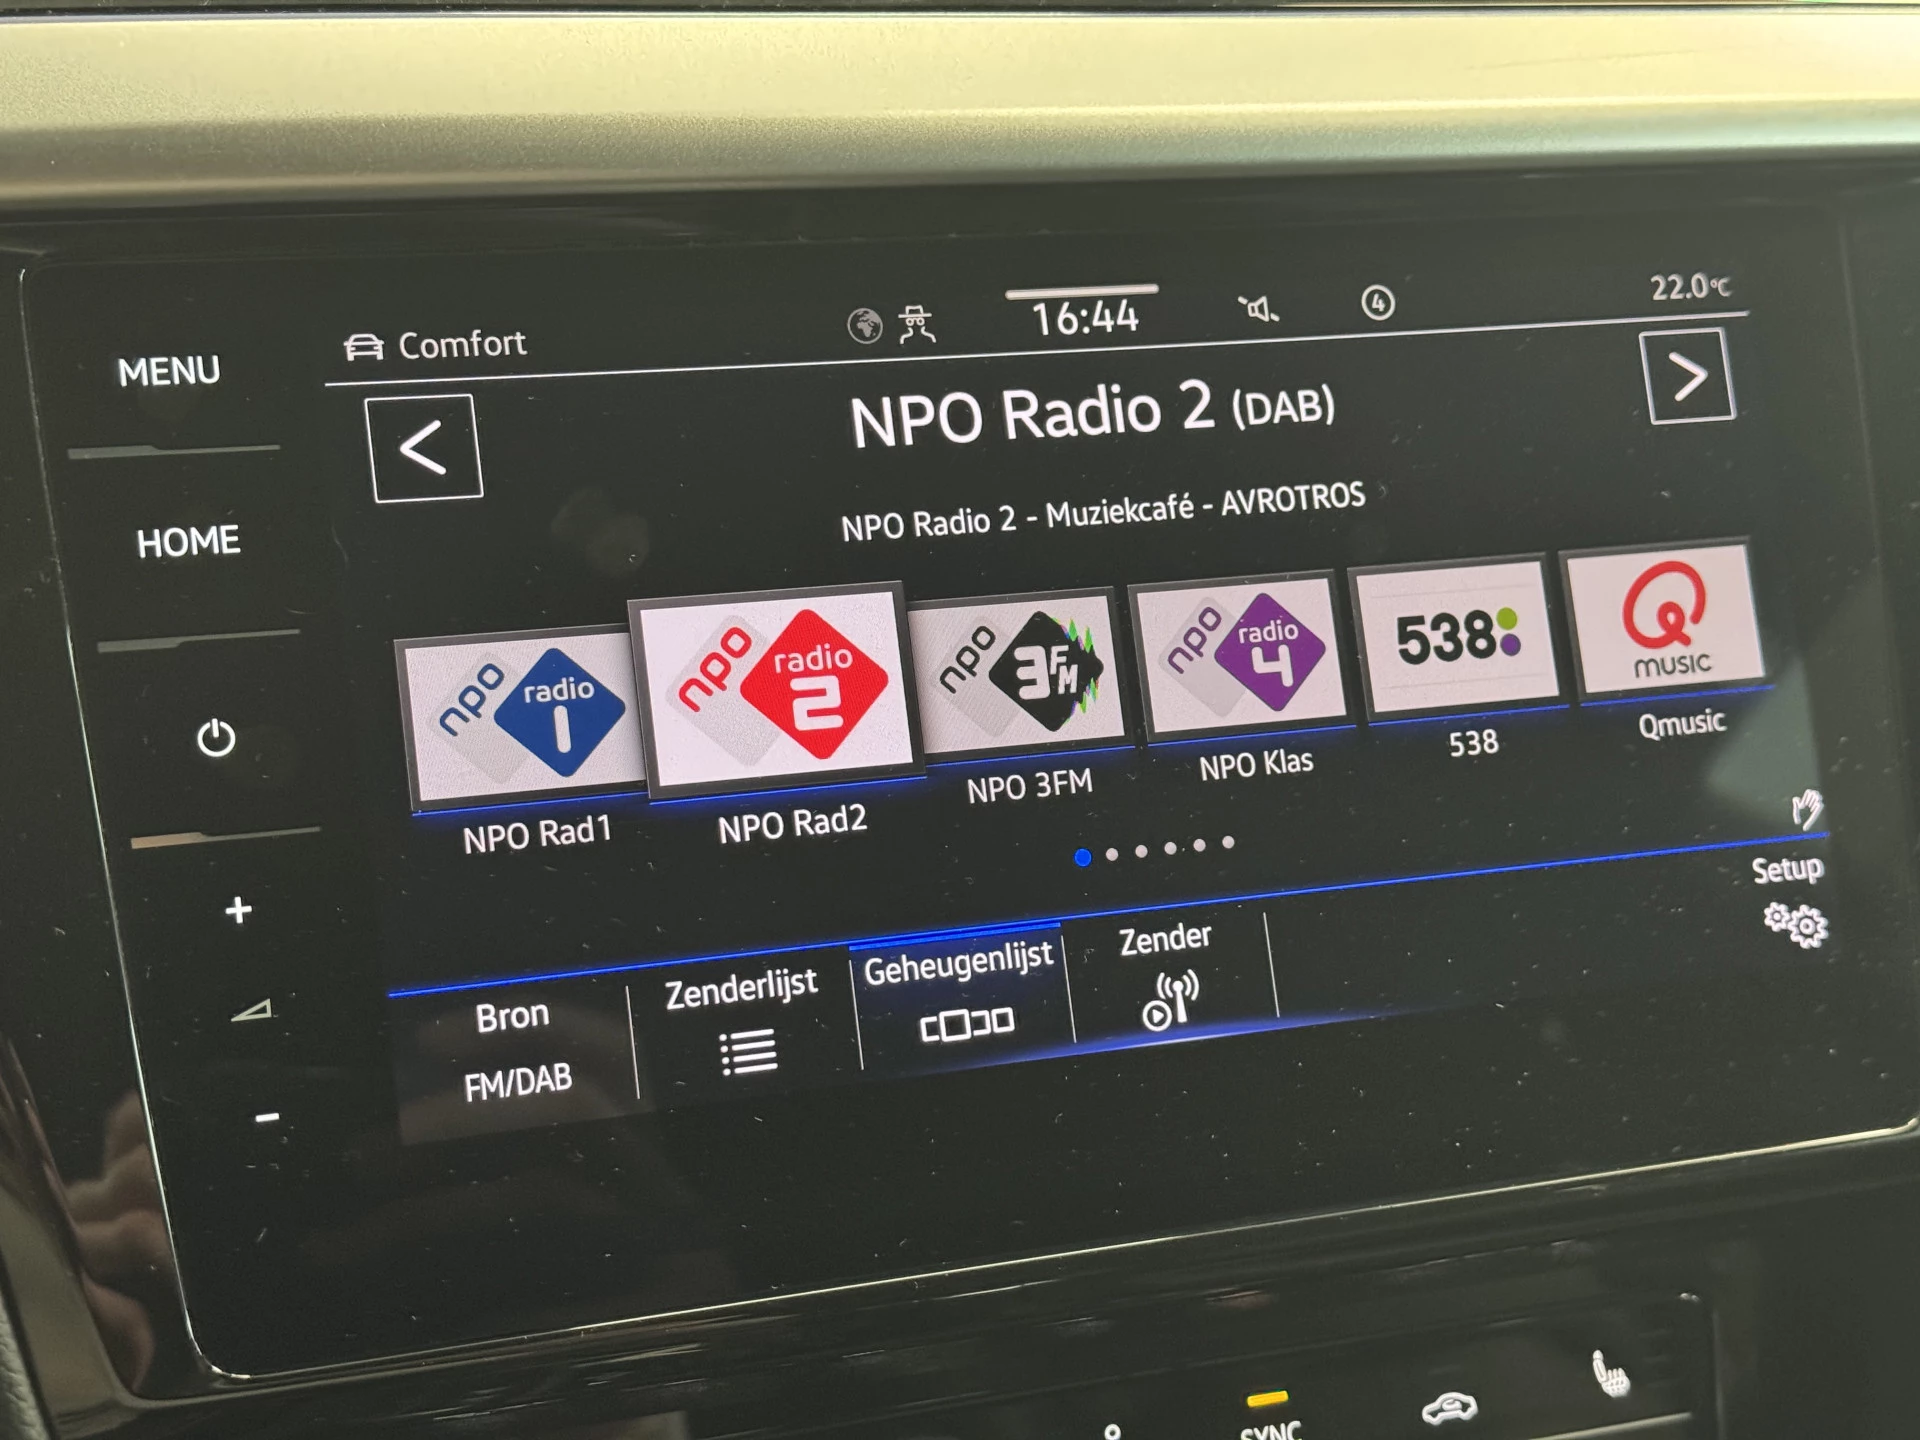 MENU
HOME
Comfort
16:44
4
22.0°C
NPO Radio 2 (DAB)
NPO Radio 2 - Muziekcafé - AVROTROS
npo radio 1
npo radio 2
npo 3FM
npo radio 4
538
Q music
NPO Rad1
NPO Rad2
NPO 3FM
NPO Klas
538
Qmusic
Setup
Bron
FM/DAB
Zenderlijst
Geheugenlijst
Zender
SYNC